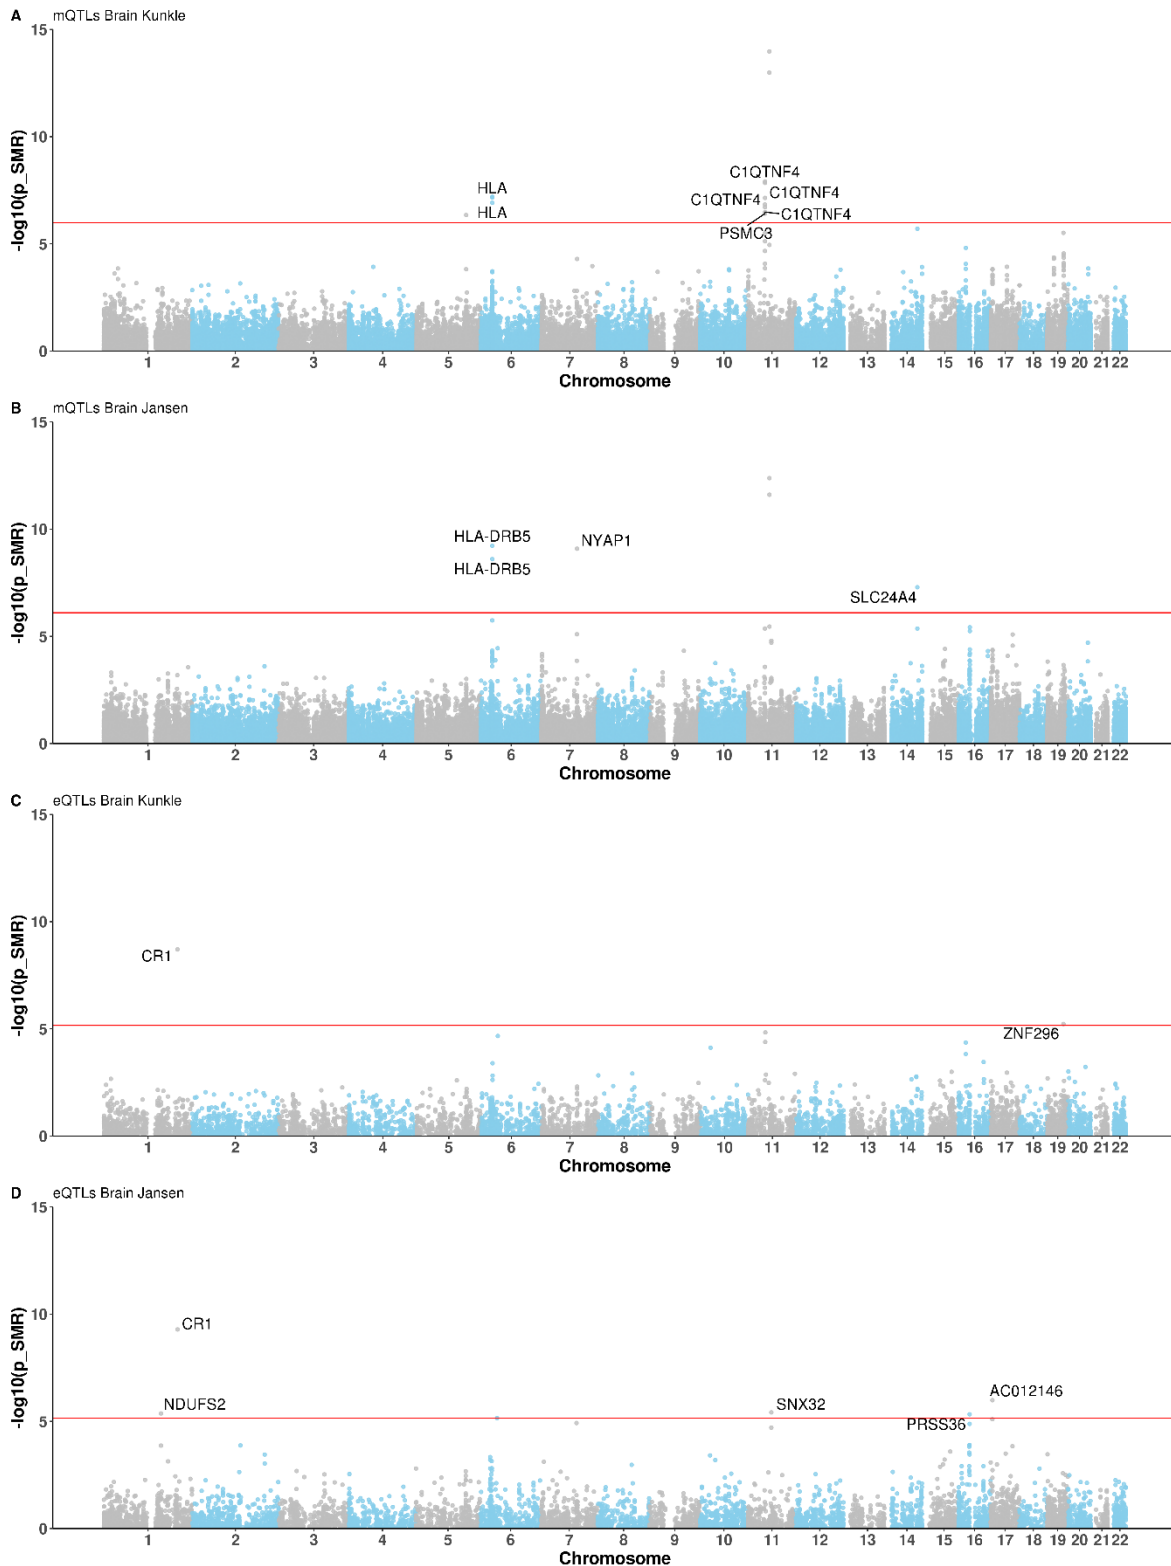 A mQTLs Brain Kunkle
15
10
5
0
-log10(p_SMR)
HLA
HLA
C1QTNF4
C1QTNF4 C1QTNF4
C1QTNF4
PSMC3
1 2 3 4 5 6 7 8 9 10 11 12 13 14 15 16 17 18 19 20 21 22
Chromosome
B mQTLs Brain Jansen
15
10
5
0
-log10(p_SMR)
HLA-DRB5
NYAP1
HLA-DRB5
SLC24A4
1 2 3 4 5 6 7 8 9 10 11 12 13 14 15 16 17 18 19 20 21 22
Chromosome
C eQTLs Brain Kunkle
15
10
5
0
-log10(p_SMR)
CR1
ZNF296
1 2 3 4 5 6 7 8 9 10 11 12 13 14 15 16 17 18 19 20 21 22
Chromosome
D eQTLs Brain Jansen
15
10
5
0
-log10(p_SMR)
CR1
NDUFS2
SNX32
AC012146
PRSS36
1 2 3 4 5 6 7 8 9 10 11 12 13 14 15 16 17 18 19 20 21 22
Chromosome